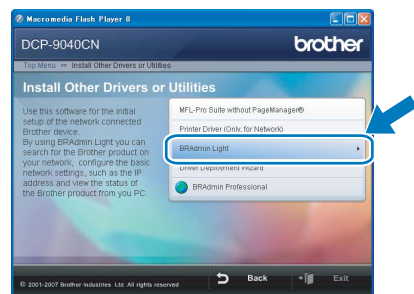 Macromedia Flash Player 8
DCP-9040CN
brother
Top Menu >> Install Other Drivers or Utilities
Install Other Drivers or Utilities
Use this software for the initial
setup of the network connected
Brother device.
By using BRAdmin Light you can
search for the Brother product on
your network, configure the basic
network settings, such as the IP
address and view the status of
the Brother product from you PC.
MFL-Pro Suite without PageManager®
Printer Driver (Only for Network)
BRAdmin Light
Driver Deployment Wizard
BRAdmin Professional
© 2001-2007 Brother Industries Ltd. All rights reserved
Back
Exit